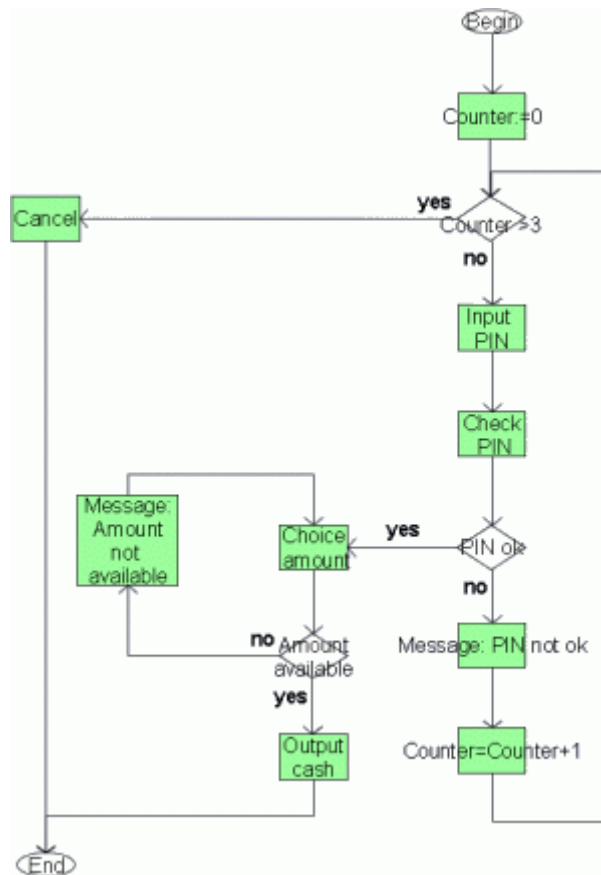 Begin
Counter:=0
yes
Cancel
Counter >3
no
Input
PIN
Check
PIN
Message:
Amount
not
available
Choice
amount
yes
PIN ok
no
no
Amount
available
Message: PIN not ok
yes
Output
cash
Counter=Counter+1
End